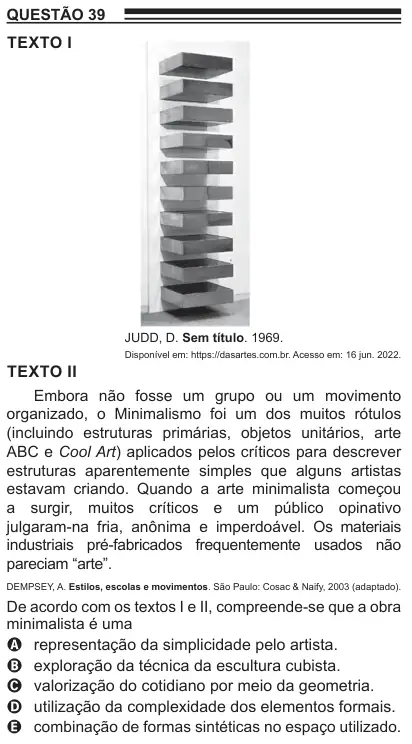 QUESTÃO 39
TEXTO I
JUDD, D. Sem título. 1969.
Disponível em: https://dasartes.com.br. Acesso em: 16 jun. 2022.
TEXTO II
Embora não fosse um grupo ou um movimento
organizado, o Minimalismo foi um dos muitos rótulos
(incluindo estruturas primárias, objetos unitários, arte
ABC e Cool Art) aplicados pelos críticos para descrever
estruturas aparentemente simples que alguns artistas
estavam criando. Quando a arte minimalista começou
a surgir, muitos críticos e um público opinativo
julgaram-na fria, anônima e imperdoável. Os materiais
industriais pré-fabricados frequentemente usados não
pareciam “arte”.
DEMPSEY, A. Estilos, escolas e movimentos. São Paulo: Cosac & Naify, 2003 (adaptado).
De acordo com os textos I e II, compreende-se que a obra
minimalista é uma
A representação da simplicidade pelo artista.
B exploração da técnica da escultura cubista.
C valorização do cotidiano por meio da geometria.
D utilização da complexidade dos elementos formais.
E combinação de formas sintéticas no espaço utilizado.